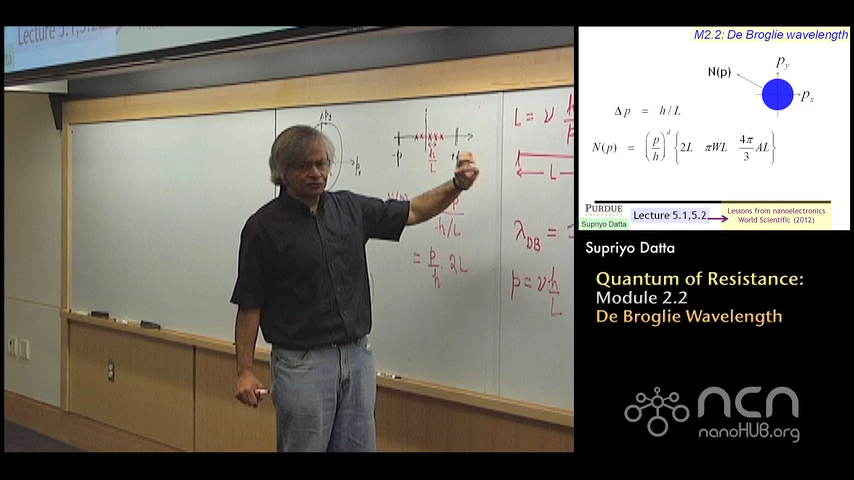 Lecture 5.1,5.2
L = ν h/p
h/L
-p
L
h/L
= p/h · 2L
λ_DB =
p = ν h/L
M2.2: De Broglie wavelength
p_y
N(p)
p_x
Δp = h/L
N(p) = (p/h)^d {2L πWL 4π/3 AL}
PURDUE
UNIVERSITY
Supriyo Datta
Lecture 5.1,5.2
Lessons from nanoelectronics
World Scientific (2012)
Supriyo Datta
Quantum of Resistance:
Module 2.2
De Broglie Wavelength
ncn
nanoHUB.org